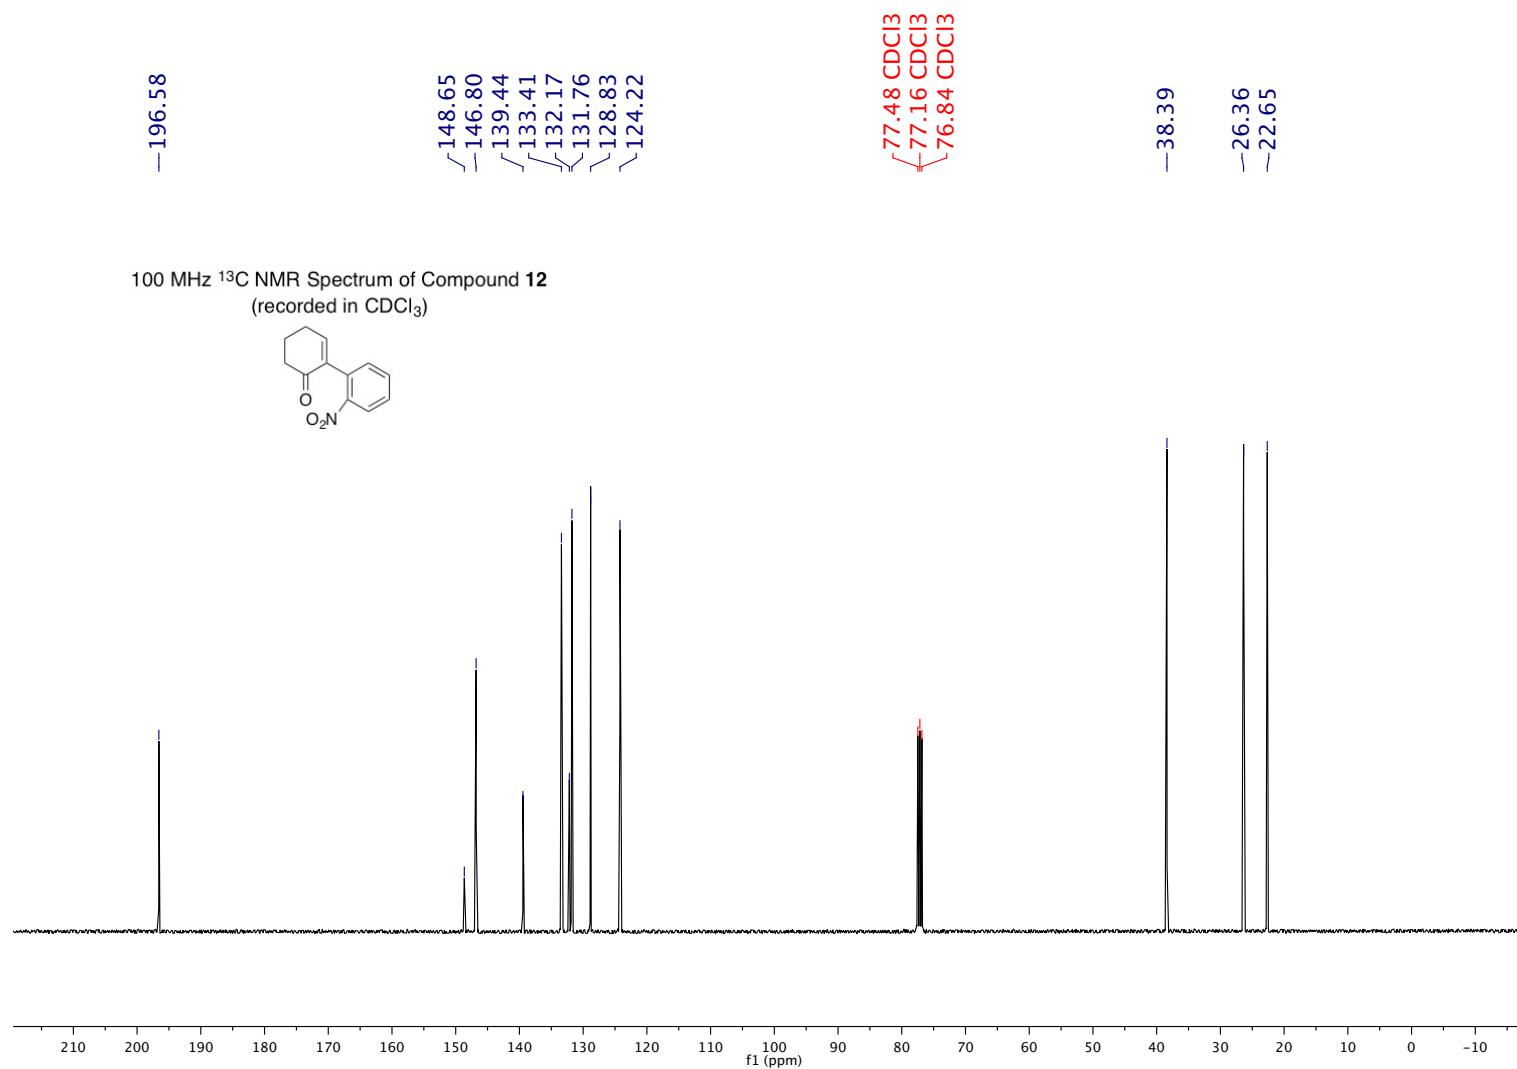 196.58
148.65
146.80
139.44
133.41
132.17
131.76
128.83
124.22
77.48 CDCl3
77.16 CDCl3
76.84 CDCl3
38.39
26.36
22.65
100 MHz ¹³C NMR Spectrum of Compound 12
(recorded in CDCl₃)
O
O₂N
210 200 190 180 170 160 150 140 130 120 110 100 90 80 70 60 50 40 30 20 10 0 −10
f1 (ppm)